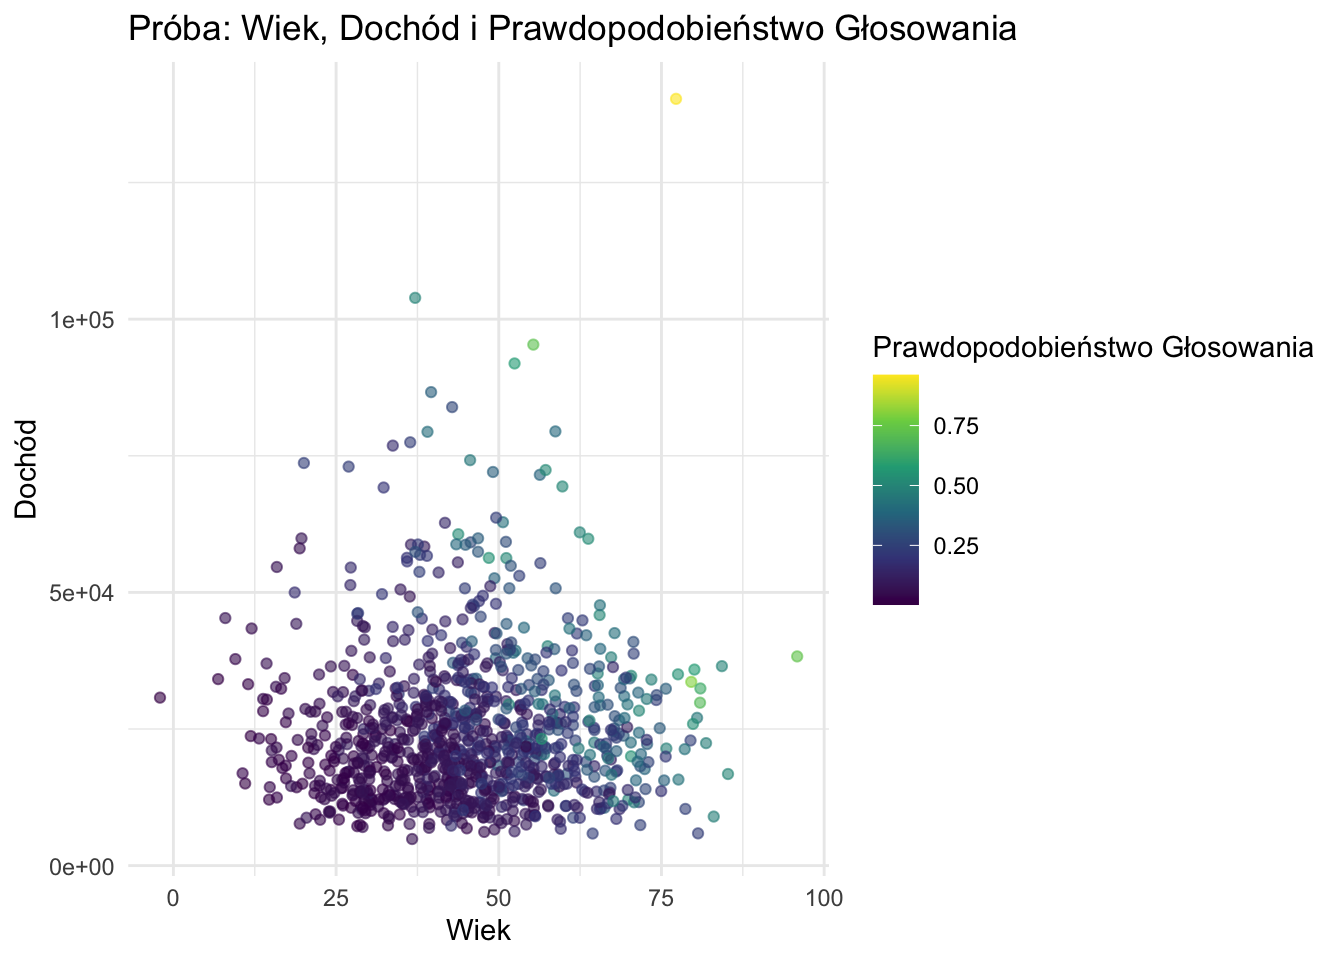 Próba: Wiek, Dochód i Prawdopodobieństwo Głosowania
Dochód
1e+05
5e+04
0e+00
0
25
50
75
100
Wiek
Prawdopodobieństwo Głosowania
0.75
0.50
0.25